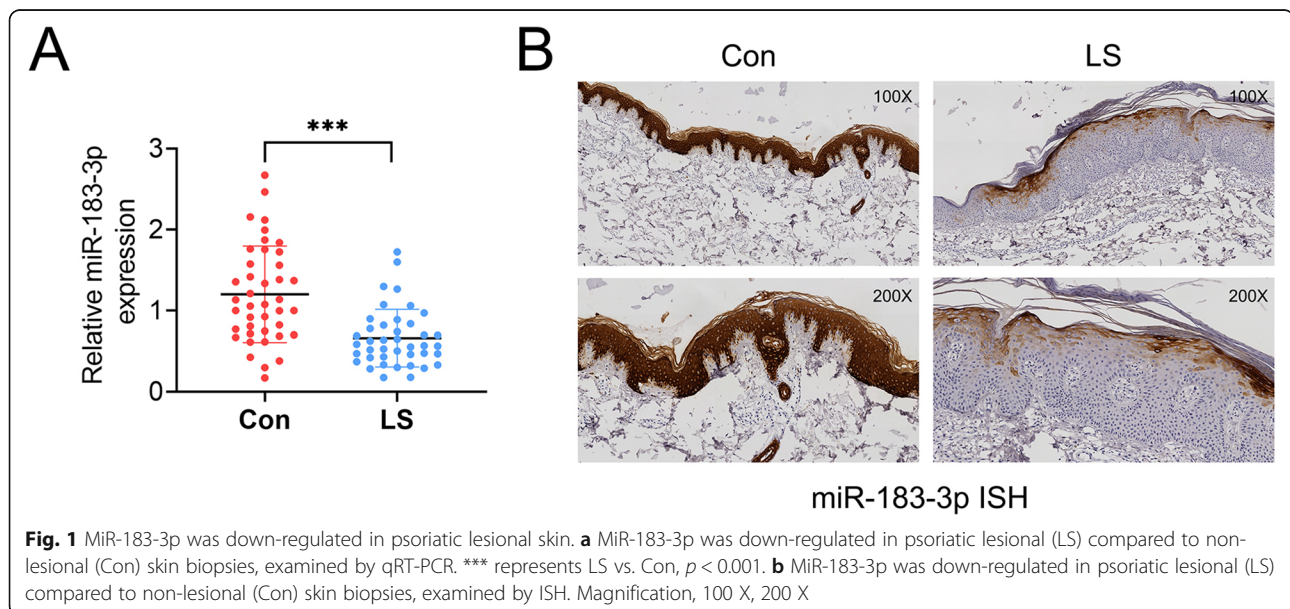 A
B
Con
LS
***
Relative miR-183-3p
expression
3
2
1
0
Con
LS
100X
100X
200X
200X
miR-183-3p ISH
Fig. 1 MiR-183-3p was down-regulated in psoriatic lesional skin. a MiR-183-3p was down-regulated in psoriatic lesional (LS) compared to non-
lesional (Con) skin biopsies, examined by qRT-PCR. *** represents LS vs. Con, p < 0.001. b MiR-183-3p was down-regulated in psoriatic lesional (LS)
compared to non-lesional (Con) skin biopsies, examined by ISH. Magnification, 100 X, 200 X